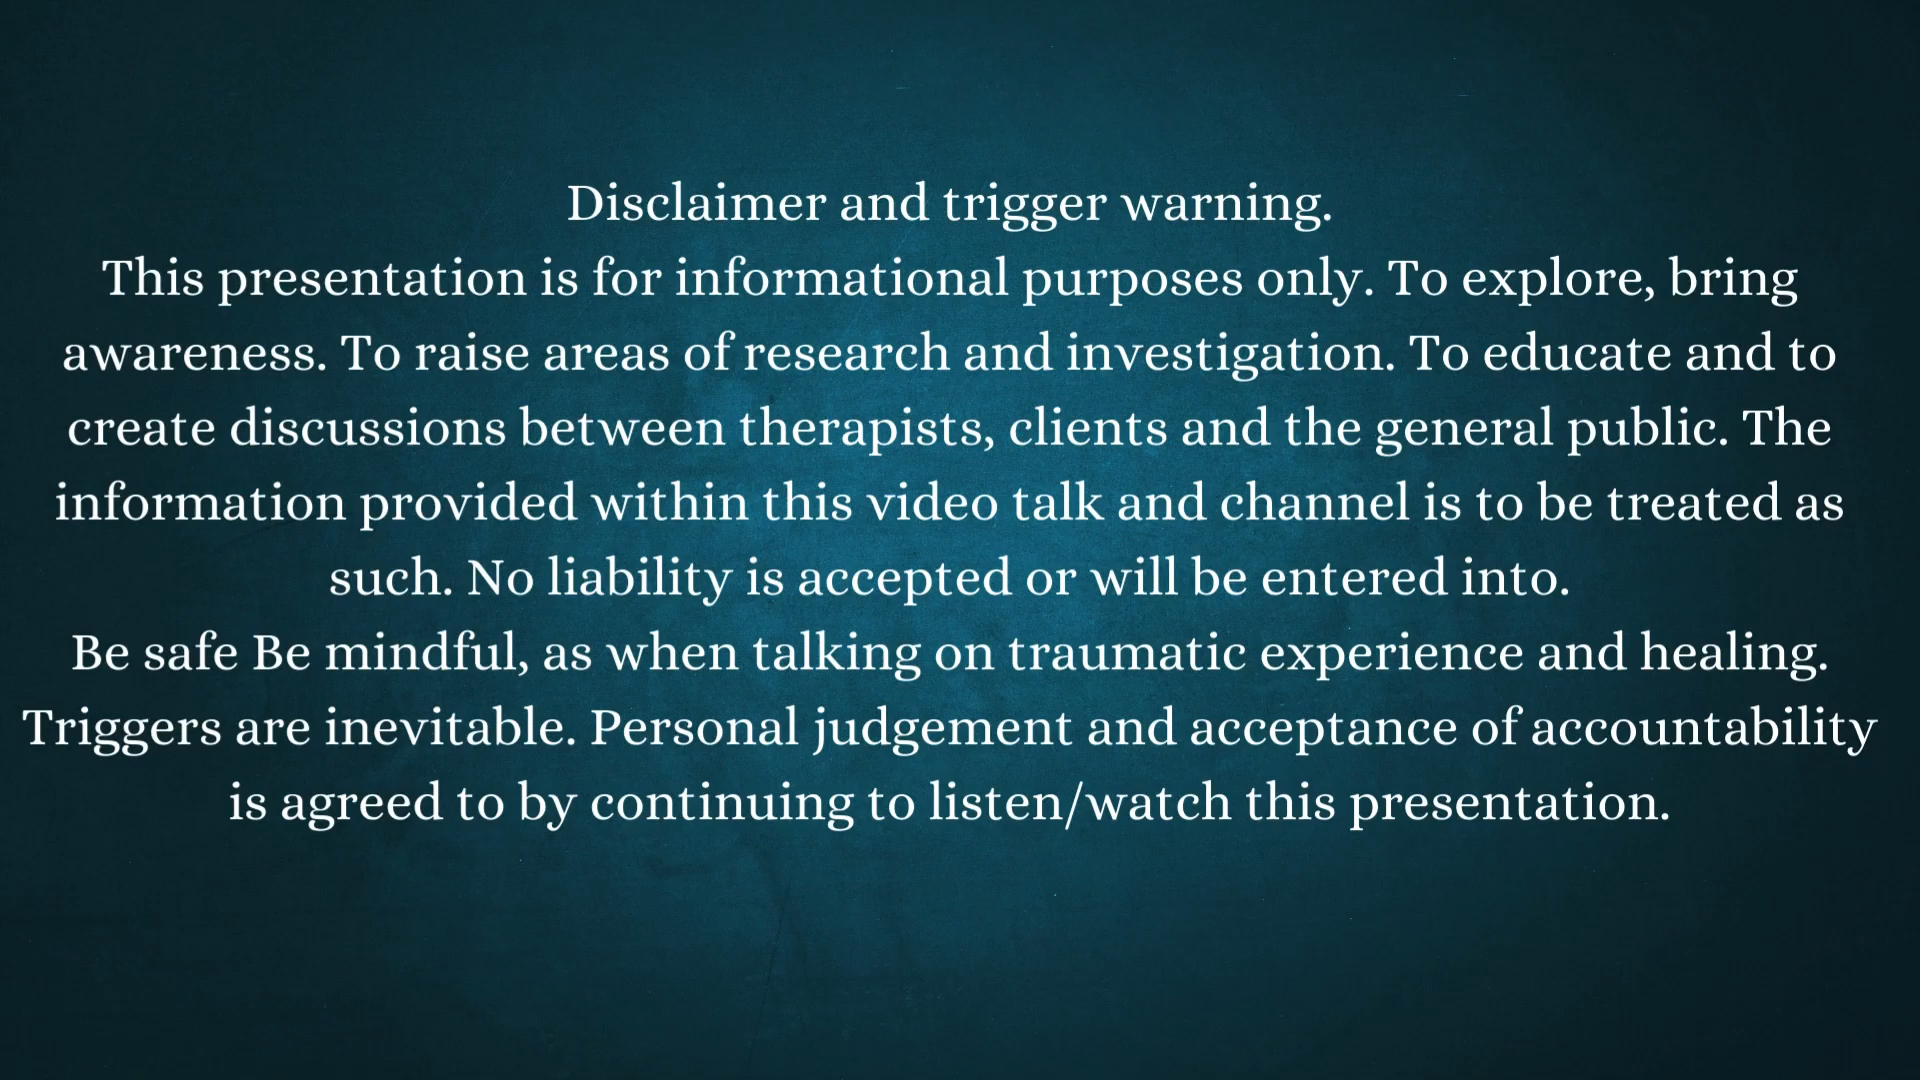 Disclaimer and trigger warning.
This presentation is for informational purposes only. To explore, bring
awareness. To raise areas of research and investigation. To educate and to
create discussions between therapists, clients and the general public. The
information provided within this video talk and channel is to be treated as
such. No liability is accepted or will be entered into.
Be safe Be mindful, as when talking on traumatic experience and healing.
Triggers are inevitable. Personal judgement and acceptance of accountability
is agreed to by continuing to listen/watch this presentation.